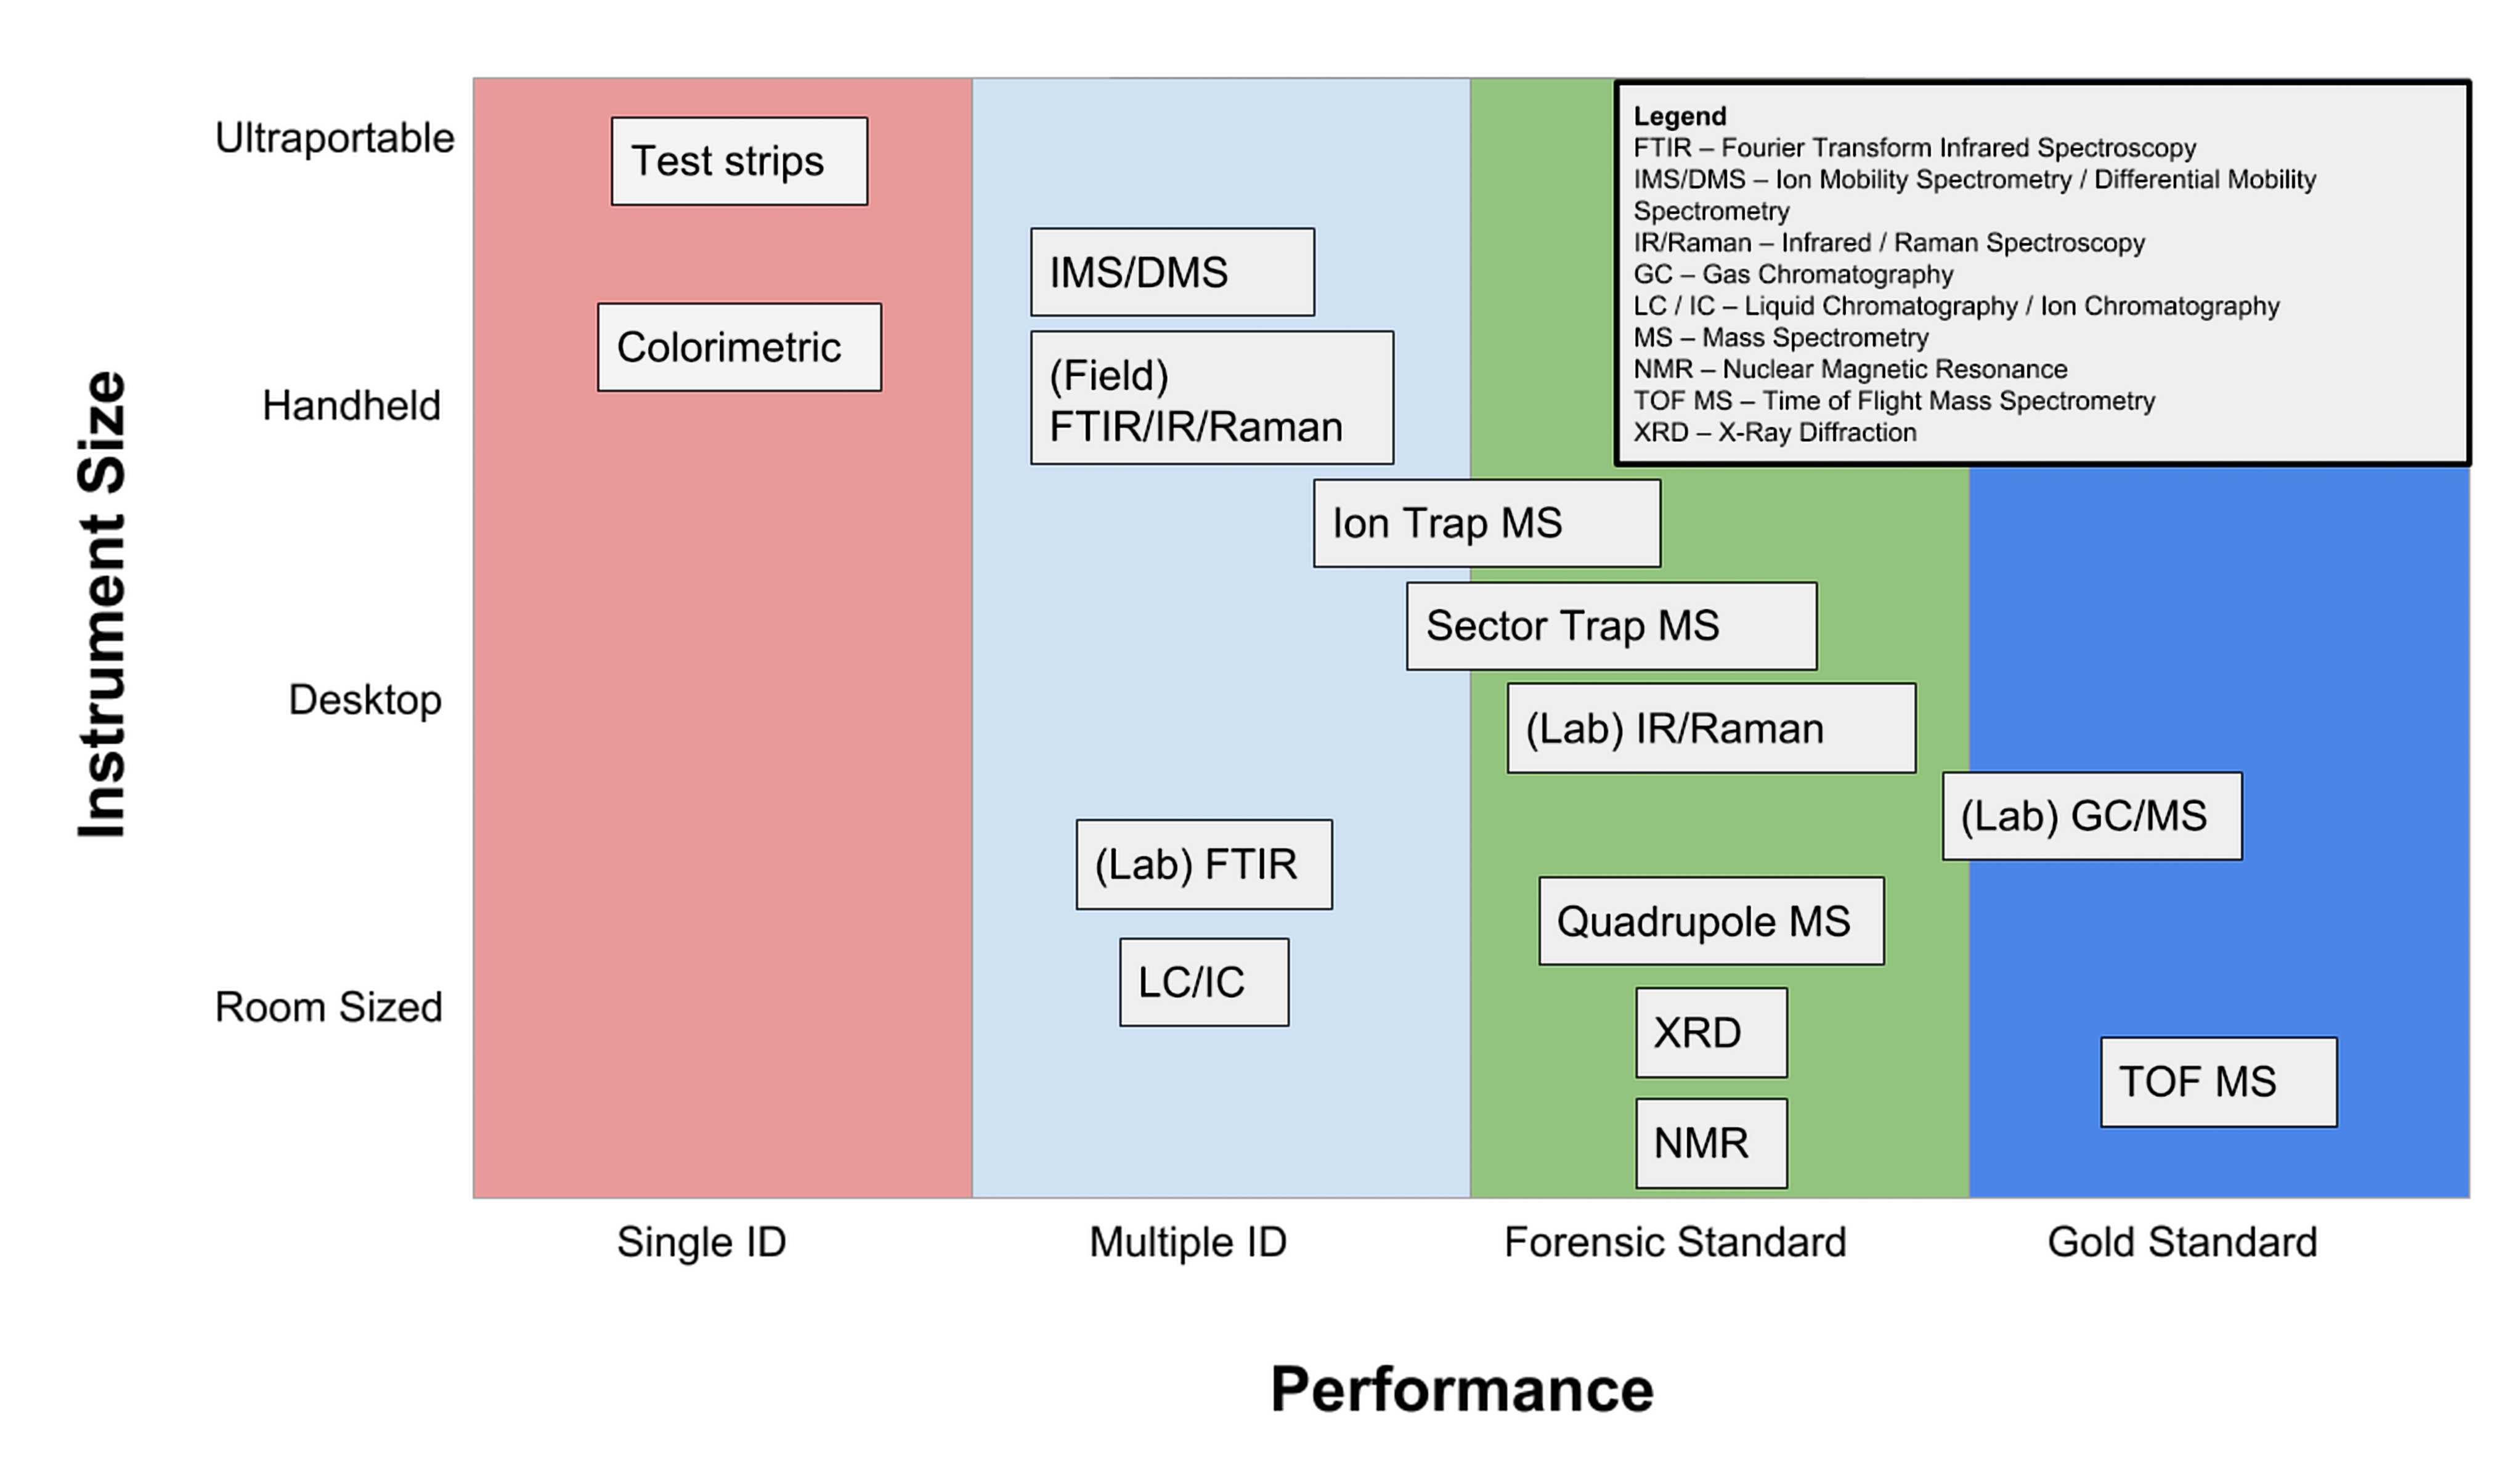 Ultraportable
Test strips
Legend
FTIR – Fourier Transform Infrared Spectroscopy
IMS/DMS – Ion Mobility Spectrometry / Differential Mobility
Spectrometry
IR/Raman – Infrared / Raman Spectroscopy
GC – Gas Chromatography
LC / IC – Liquid Chromatography / Ion Chromatography
MS – Mass Spectrometry
NMR – Nuclear Magnetic Resonance
TOF MS – Time of Flight Mass Spectrometry
XRD – X-Ray Diffraction
IMS/DMS
Colorimetric
(Field)
FTIR/IR/Raman
Handheld
Ion Trap MS
Instrument Size
Sector Trap MS
Desktop
(Lab) IR/Raman
(Lab) GC/MS
(Lab) FTIR
Quadrupole MS
LC/IC
Room Sized
XRD
TOF MS
NMR
Single ID
Multiple ID
Forensic Standard
Gold Standard
Performance